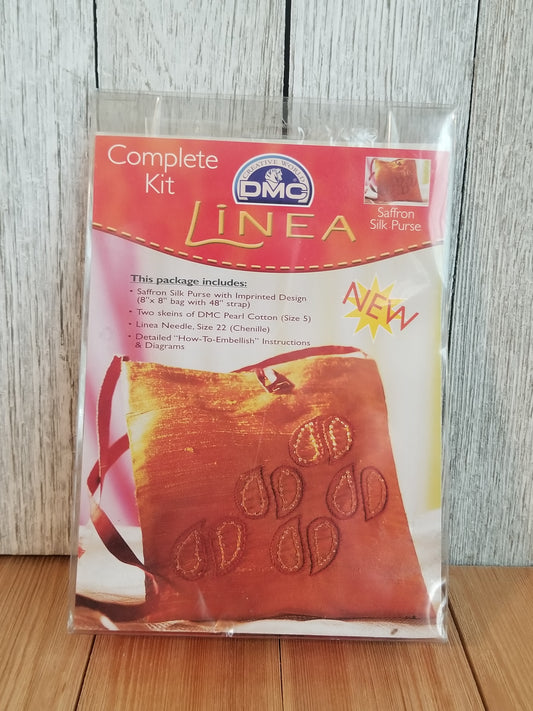 Complete
Kit
CREATIVE WORLD
DMC
LiNEA
Saffron
Silk Purse
This package includes:
• Saffron Silk Purse with Imprinted Design
(8"x 8" bag with 48" strap)
• Two skeins of DMC Pearl Cotton (Size 5)
• Linea Needle, Size 22 (Chenille)
• Detailed "How-To-Embellish" Instructions
& Diagrams
NEW